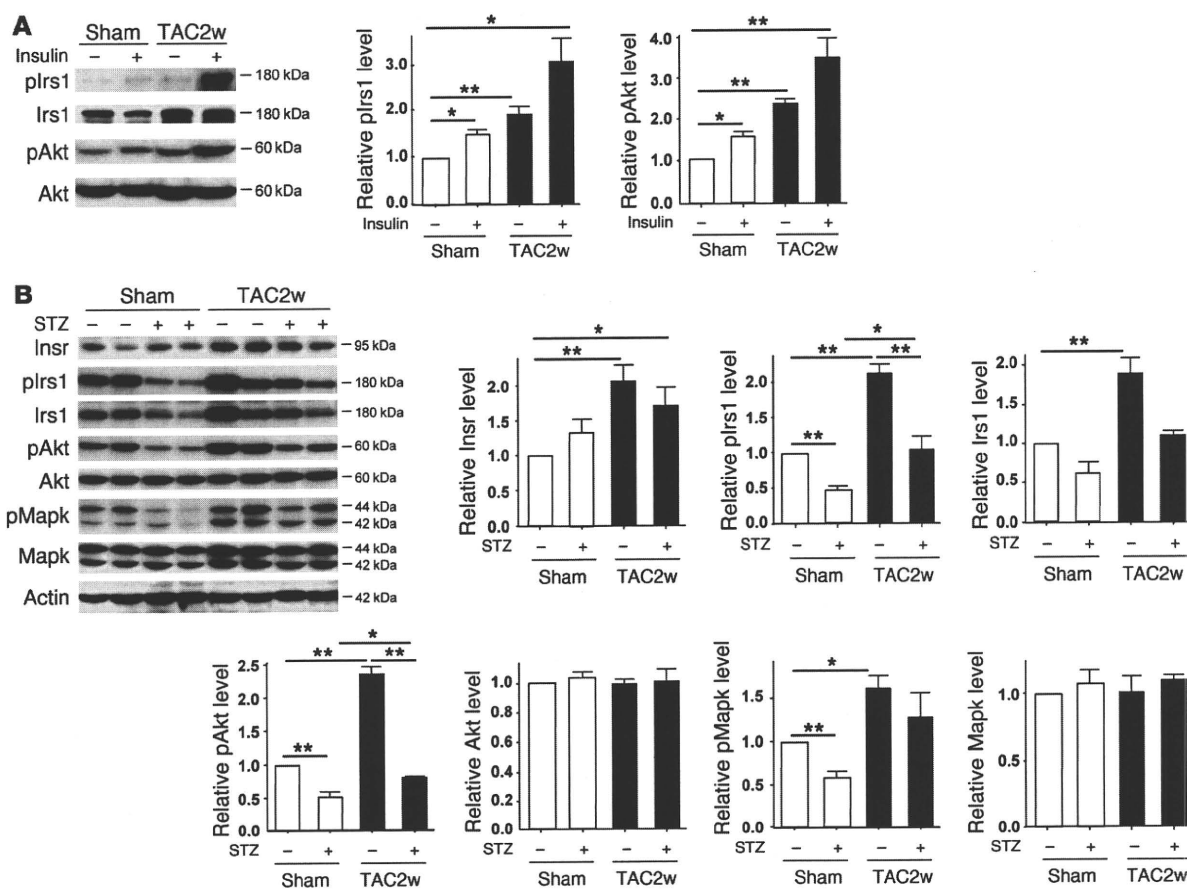 A
Sham TAC2w
Insulin – + – +
pIrs1 180 kDa
Irs1 180 kDa
pAkt 60 kDa
Akt 60 kDa
Relative pIrs1 level
3.0
2.0
1.0
0.0
* ** *
Insulin – + – +
Sham TAC2w
Relative pAkt level
4.0
3.0
2.0
1.0
0.0
** ** *
Insulin – + – +
Sham TAC2w
B
Sham TAC2w
STZ – – + + – – + +
Insr 95 kDa
pIrs1 180 kDa
Irs1 180 kDa
pAkt 60 kDa
Akt 60 kDa
pMapk 44 kDa
42 kDa
Mapk 44 kDa
42 kDa
Actin 42 kDa
Relative Insr level
2.0
1.5
1.0
0.5
0.0
* **
STZ – + – +
Sham TAC2w
Relative pIrs1 level
2.0
1.5
1.0
0.5
0.0
* ** ** **
STZ – + – +
Sham TAC2w
Relative Irs1 level
2.0
1.0
0.0
**
STZ – + – +
Sham TAC2w
Relative pAkt level
2.5
2.0
1.5
1.0
0.5
0.0
* ** ** **
STZ – + – +
Sham TAC2w
Relative Akt level
1.0
0.8
0.6
0.4
0.2
0.0
STZ – + – +
Sham TAC2w
Relative pMapk level
1.5
1.0
0.5
0.0
* **
STZ – + – +
Sham TAC2w
Relative Mapk level
1.0
0.5
0.0
STZ – + – +
Sham TAC2w